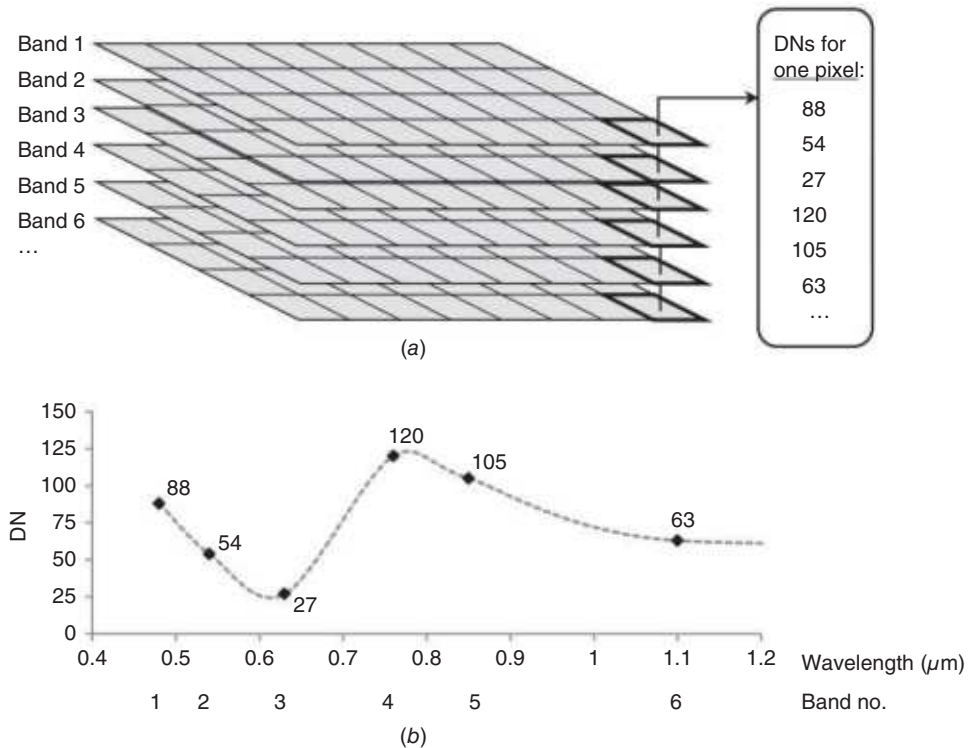 Band 1
Band 2
Band 3
Band 4
Band 5
Band 6
...
DNs for
one pixel:
88
54
27
120
105
63
...
(a)
150
125
100
75
50
25
0
DN
88
54
27
120
105
63
0.4 0.5 0.6 0.7 0.8 0.9 1 1.1 1.2 Wavelength (µm)
1 2 3 4 5 6 Band no.
(b)